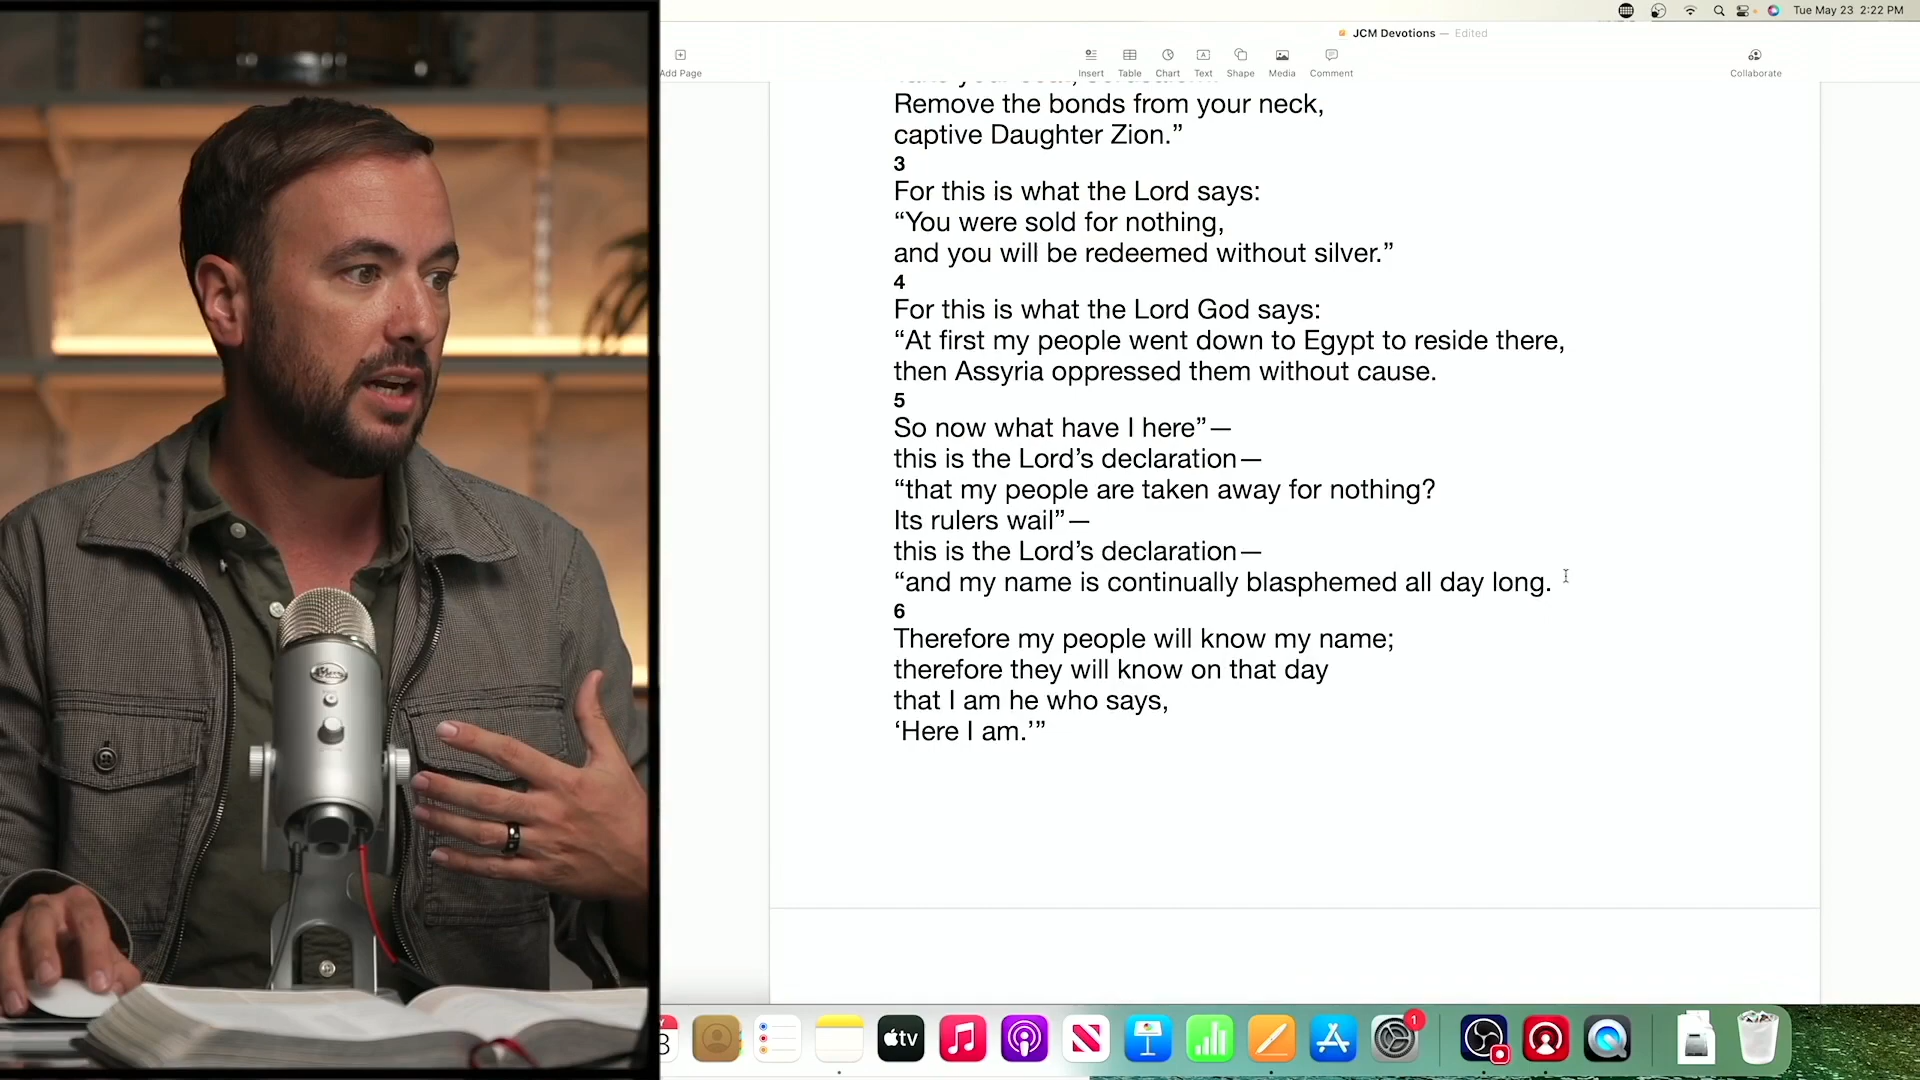 Tue May 23 2:22 PM
JCM Devotions — Edited
Add Page
Insert
Table
Chart
Text
Shape
Media
Comment
Collaborate
Remove the bonds from your neck,
captive Daughter Zion.”
3
For this is what the Lord says:
“You were sold for nothing,
and you will be redeemed without silver.”
4
For this is what the Lord God says:
“At first my people went down to Egypt to reside there,
then Assyria oppressed them without cause.
5
So now what have I here”—
this is the Lord’s declaration—
“that my people are taken away for nothing?
Its rulers wail”—
this is the Lord’s declaration—
“and my name is continually blasphemed all day long.
6
Therefore my people will know my name;
therefore they will know on that day
that I am he who says,
‘Here I am.’”
tv
1